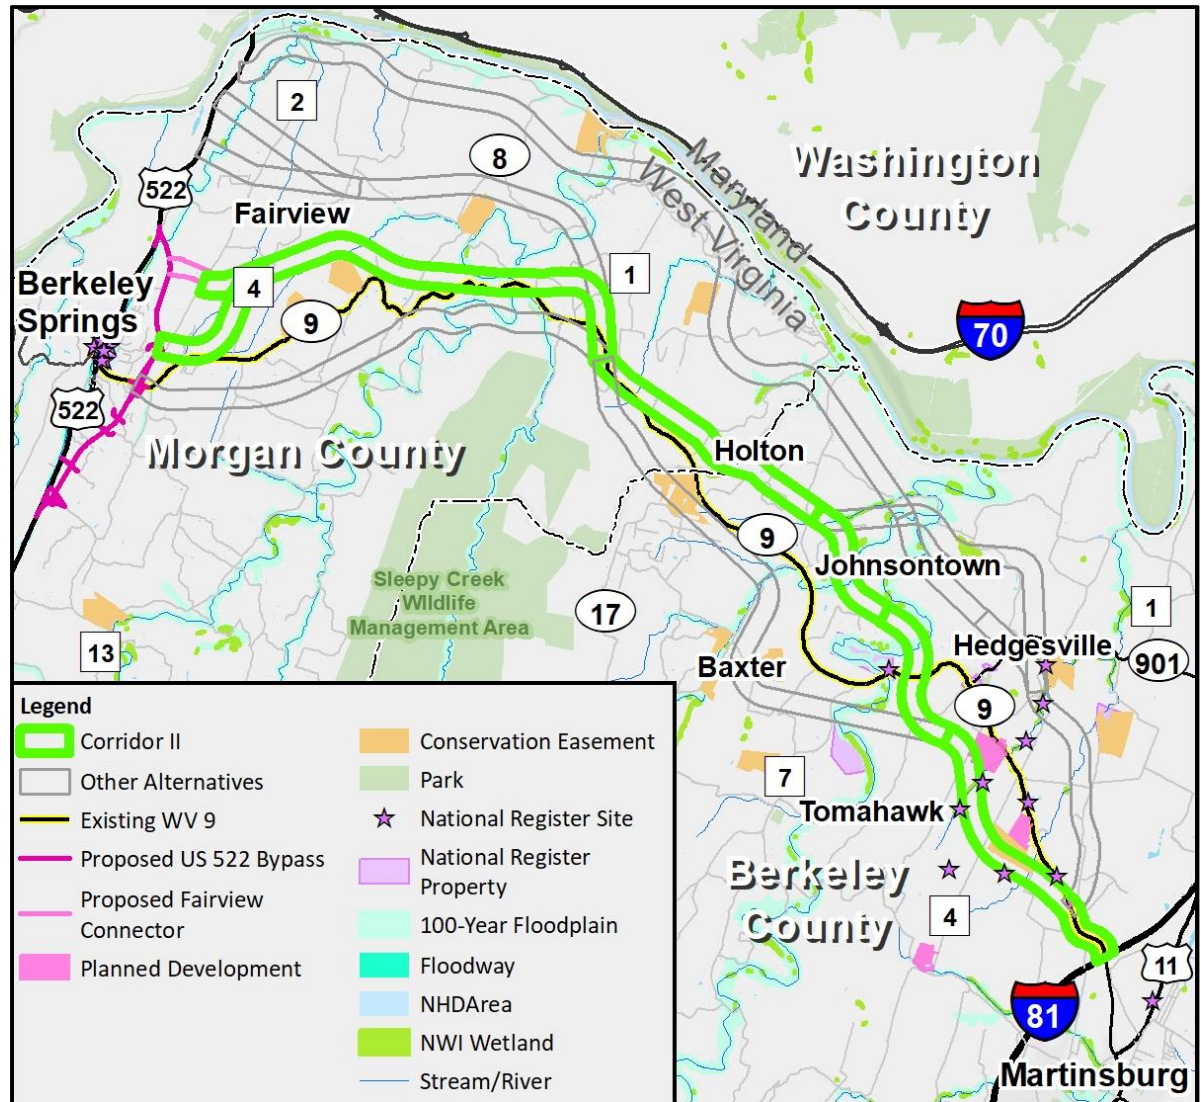 2
8
Maryland
West Virginia
Washington
County
522
Fairview
1
Berkeley
Springs
4
9
70
522
Morgan County
Holton
9
Johnsontown
Sleepy Creek
WIldlife
Management Area
17
1
Hedgesville
901
13
Baxter
9
7
Tomahawk
Berkeley
County
4
11
81
Martinsburg
Legend
Corridor II
Other Alternatives
Existing WV 9
Proposed US 522 Bypass
Proposed Fairview
Connector
Planned Development
Conservation Easement
Park
National Register Site
National Register
Property
100-Year Floodplain
Floodway
NHDArea
NWI Wetland
Stream/River